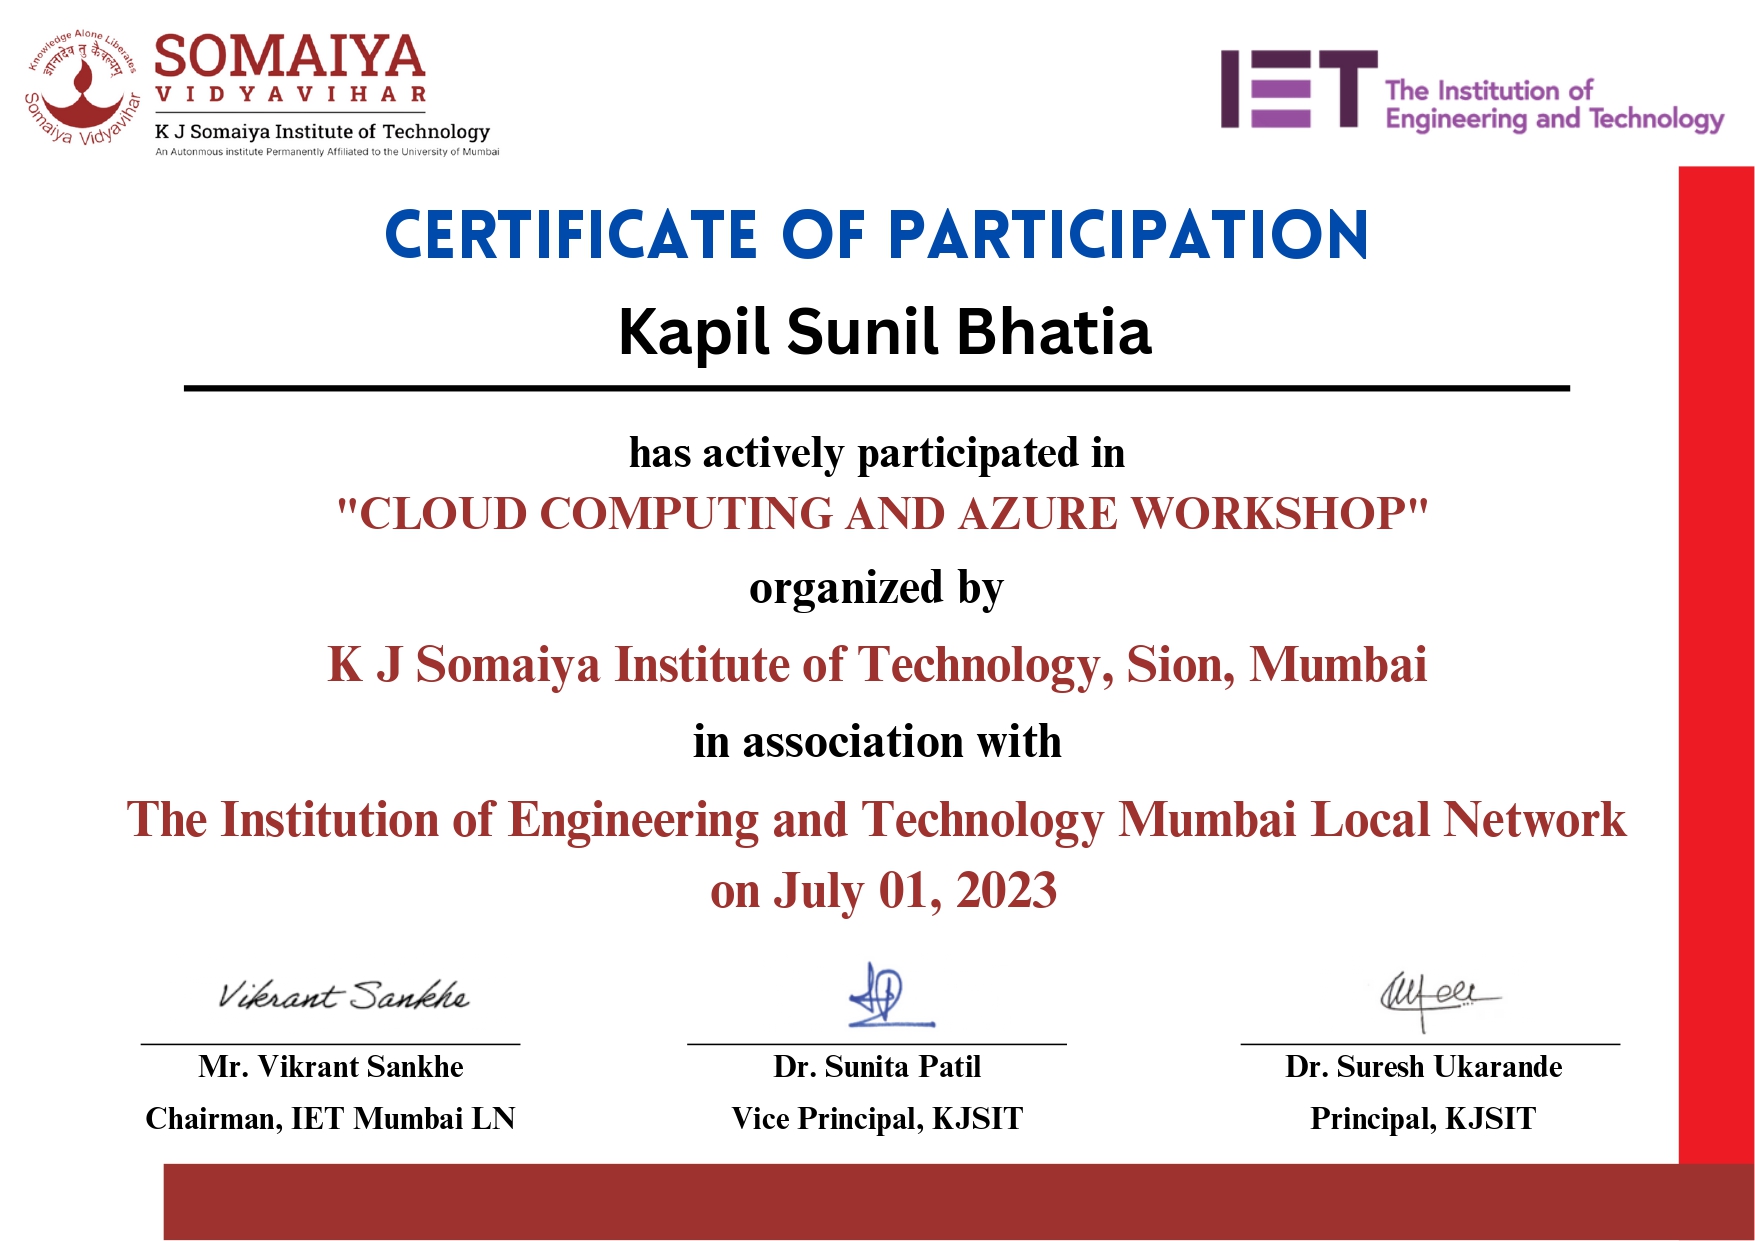 Knowledge Alone Liberates
ज्ञानादेव तु कैवल्यम्
Somaiya Vidyavihar
SOMAIYA
VIDYAVIHAR
K J Somaiya Institute of Technology
An Autonmous institute Permanently Affiliated to the University of Mumbai
IET The Institution of
Engineering and Technology
CERTIFICATE OF PARTICIPATION
Kapil Sunil Bhatia
has actively participated in
"CLOUD COMPUTING AND AZURE WORKSHOP"
organized by
K J Somaiya Institute of Technology, Sion, Mumbai
in association with
The Institution of Engineering and Technology Mumbai Local Network
on July 01, 2023
Vikrant Sankhe
Mr. Vikrant Sankhe
Chairman, IET Mumbai LN
Dr. Sunita Patil
Vice Principal, KJSIT
Dr. Suresh Ukarande
Principal, KJSIT